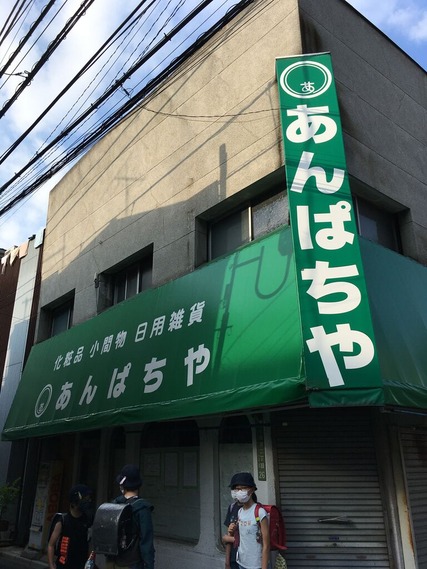 あ
あんぱちや
化粧品 小間物 日用雑貨
あ
あんぱちや